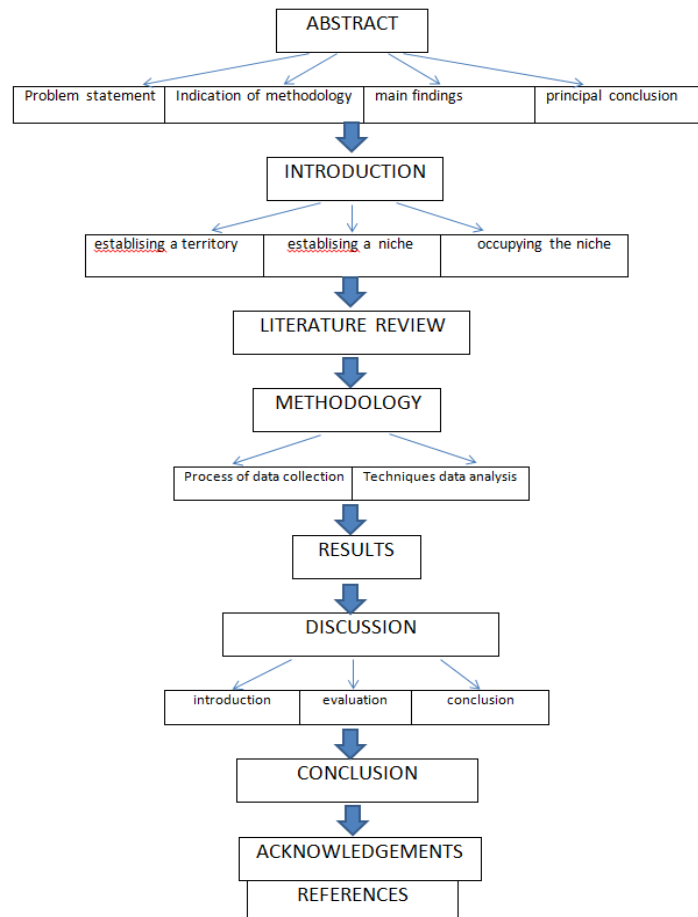 ABSTRACT
Problem statement Indication of methodology main findings principal conclusion
INTRODUCTION
establising a territory establising a niche occupying the niche
LITERATURE REVIEW
METHODOLOGY
Process of data collection Techniques data analysis
RESULTS
DISCUSSION
introduction evaluation conclusion
CONCLUSION
ACKNOWLEDGEMENTS
REFERENCES